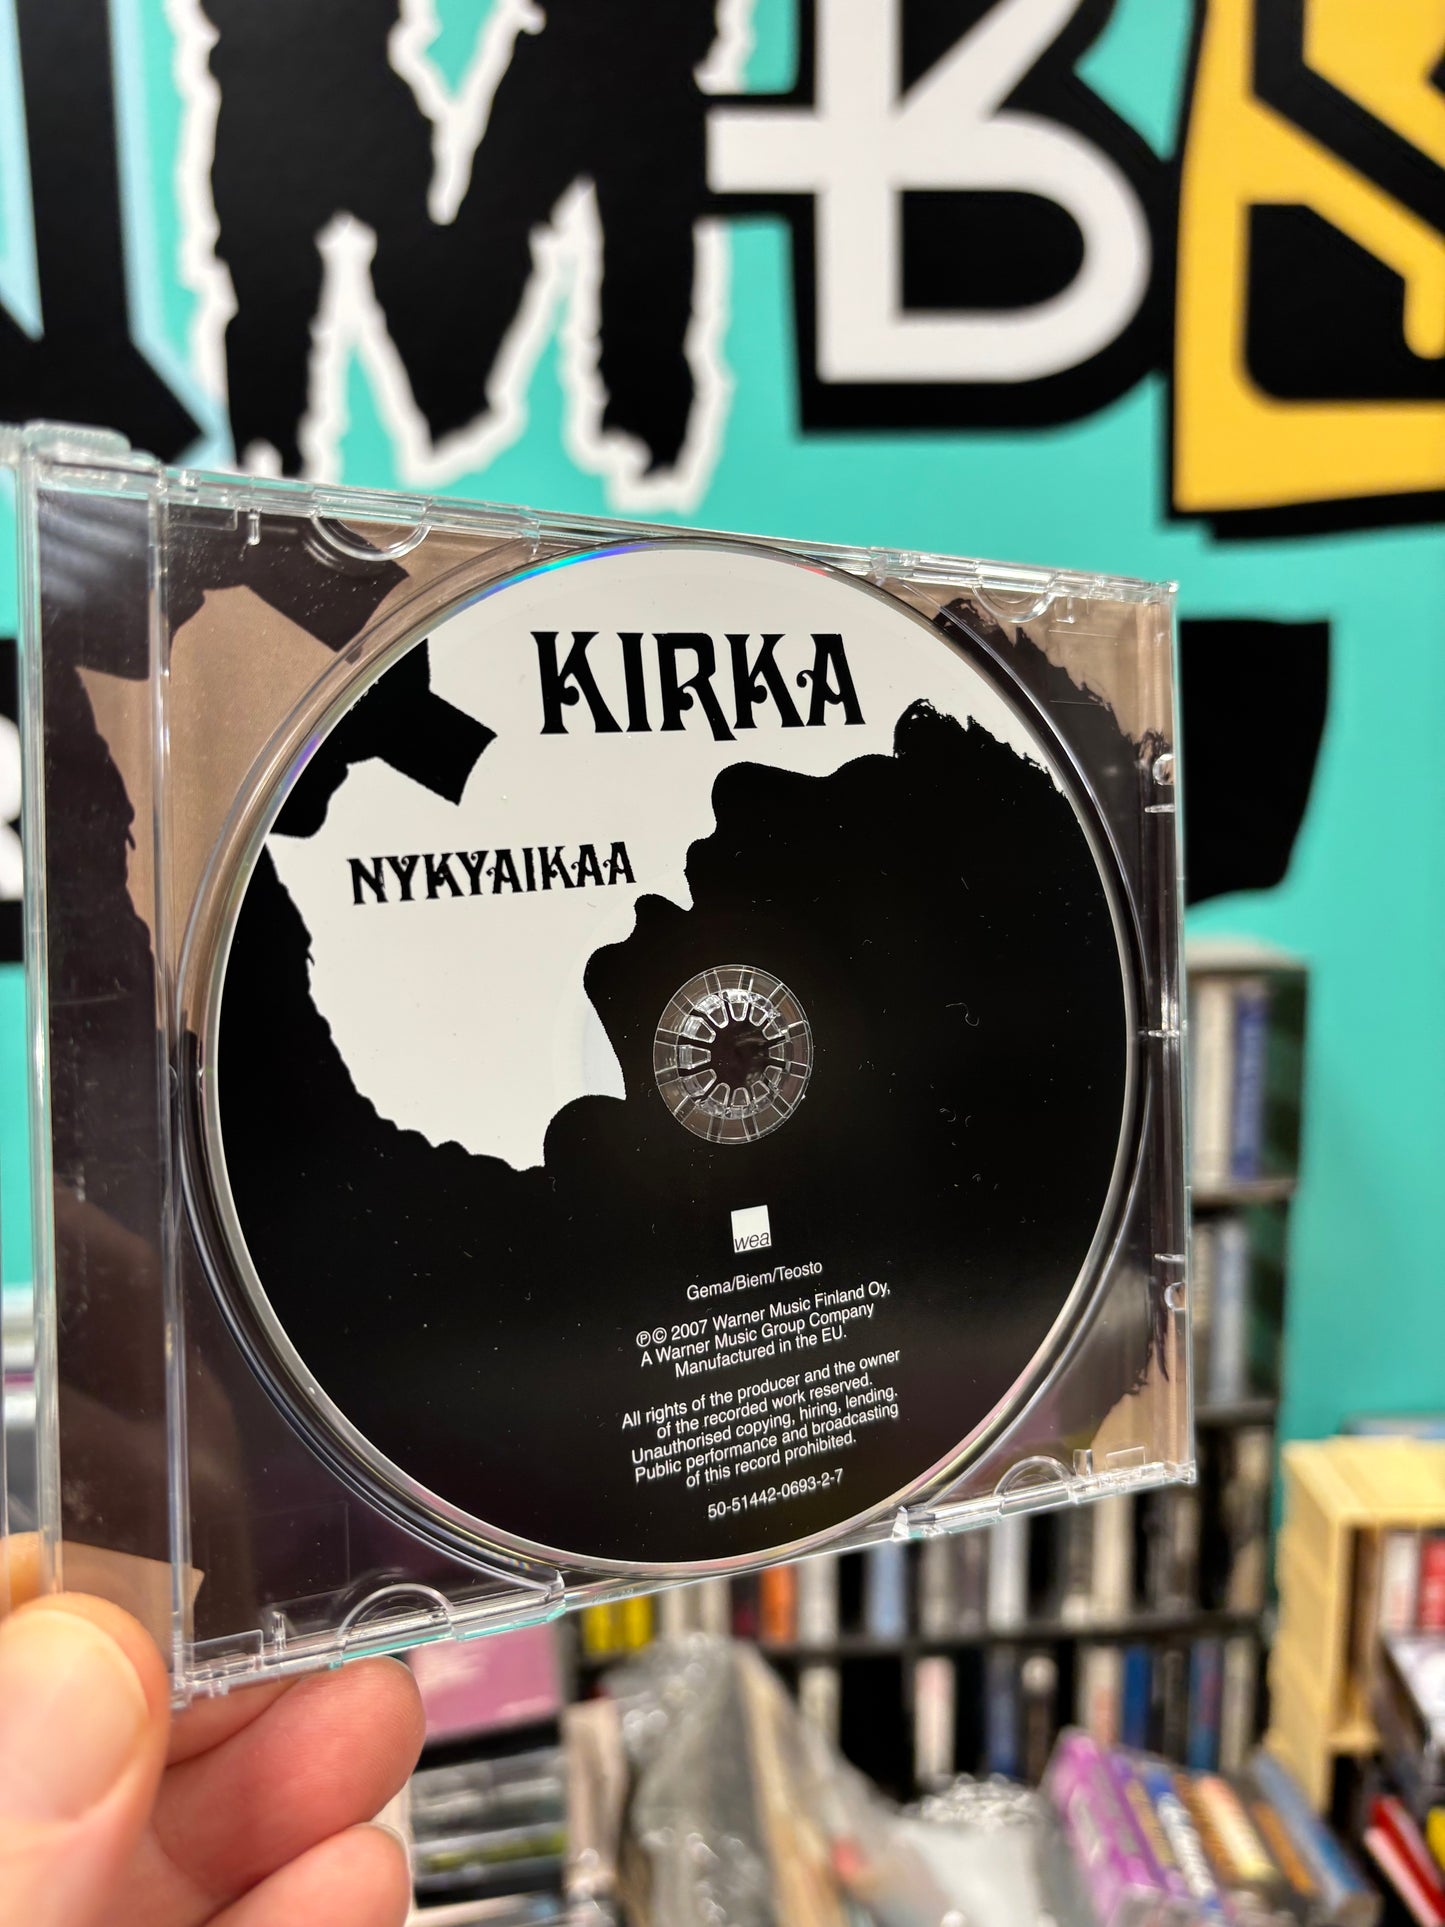 KIRKA
NYKYAIKAA
wea
Gema/Biem/Teosto
℗© 2007 Warner Music Finland Oy,
A Warner Music Group Company
Manufactured in the EU.
All rights of the producer and the owner
of the recorded work reserved.
Unauthorised copying, hiring, lending.
Public performance and broadcasting
of this record prohibited.
50-51442-0693-2-7